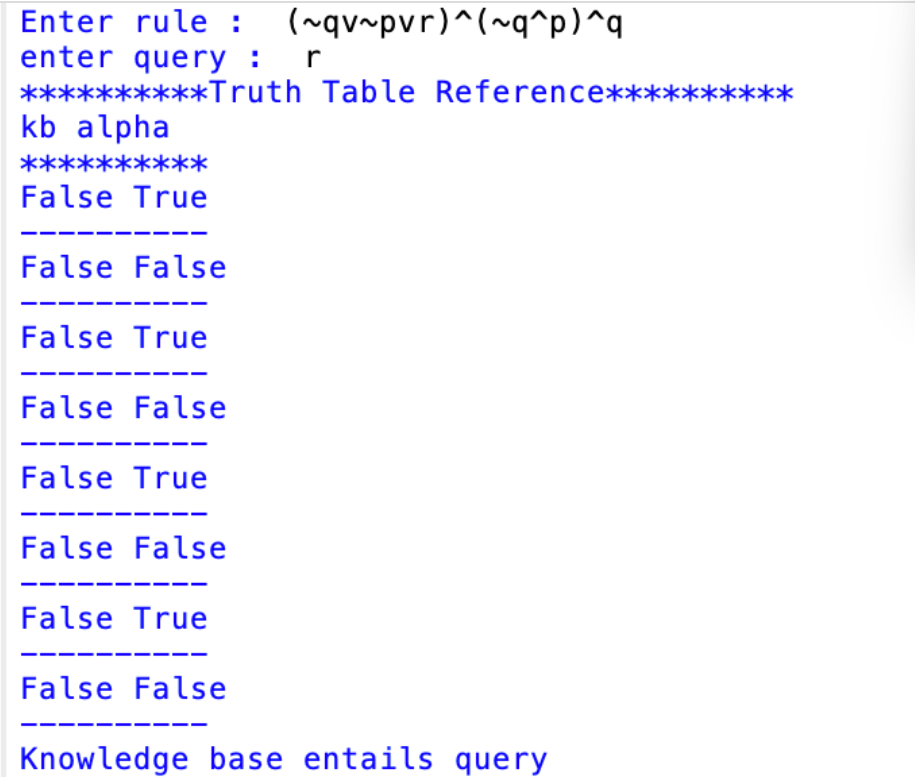 Enter rule :  (~qv~pvr)^(~q^p)^q
enter query :  r
**********Truth Table Reference**********
kb alpha
**********
False True
----------
False False
----------
False True
----------
False False
----------
False True
----------
False False
----------
False True
----------
False False
----------
Knowledge base entails query